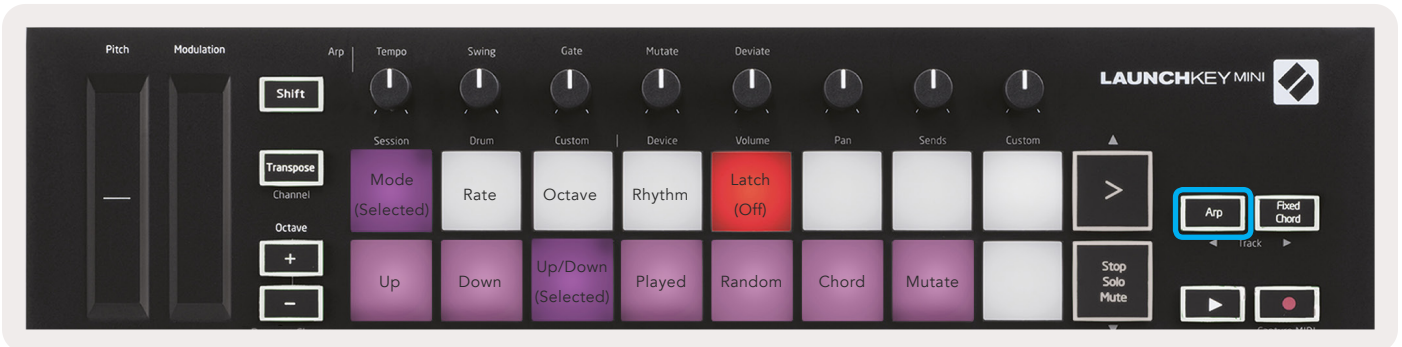 Pitch
Modulation
Arp
Tempo
Swing
Gate
Mutate
Deviate
LAUNCHKEY MINI
Shift
Session
Drum
Custom
Device
Volume
Pan
Sends
Custom
Transpose
Channel
Mode
(Selected)
Rate
Octave
Rhythm
Latch
(Off)
>
Arp
Fixed
Chord
Track
Octave
+
-
Up
Down
Up/Down
(Selected)
Played
Random
Chord
Mutate
Stop
Solo
Mute